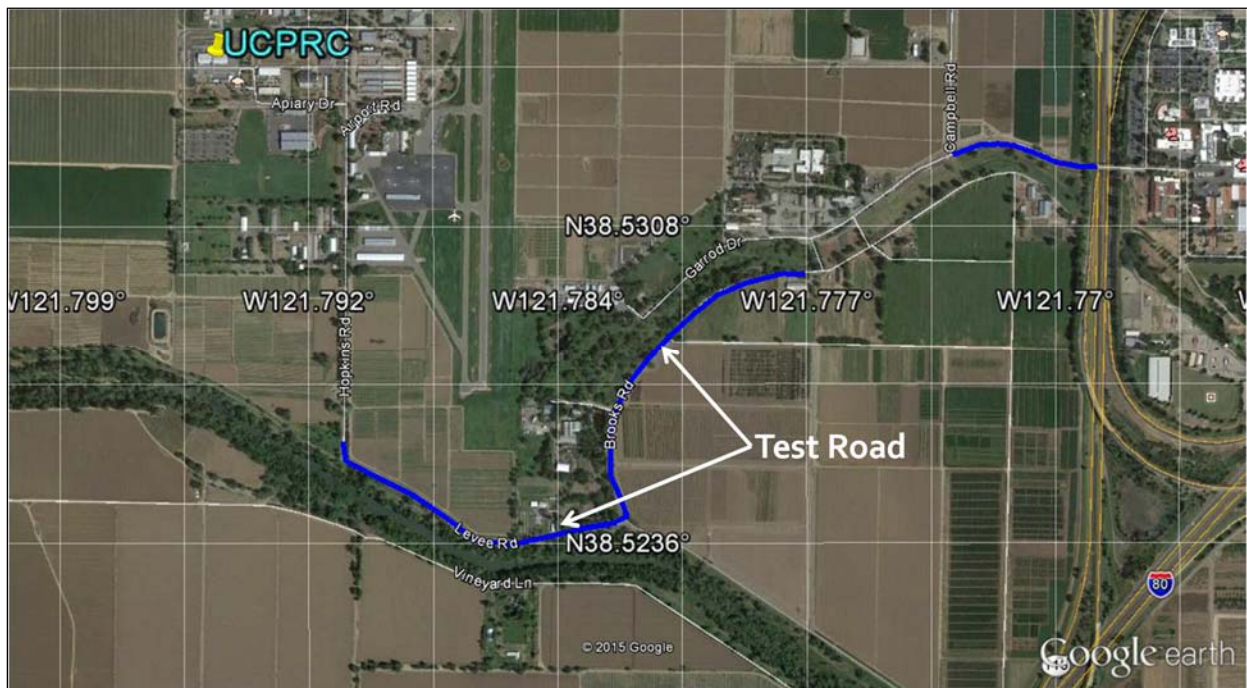 UCPRC
Apiary Dr
Airport Rd
Campbell Rd
N38.5308°
Garrod Dr
W121.799°
W121.792°
W121.784°
W121.777°
W121.77°
Hopkins Rd
Brooks Rd
Test Road
Levee Rd
N38.5236°
Vineyard Ln
80
© 2015 Google
Google earth